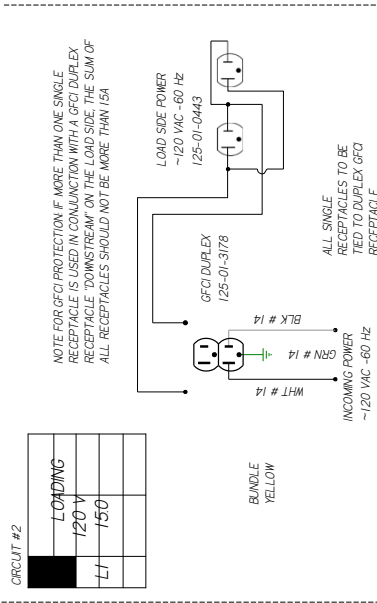 CIRCUIT #2
LOADING
120 V
L1 15.0
NOTE FOR GFCI PROTECTION: IF MORE THAN ONE SINGLE
RECEPTACLE IS USED IN CONJUNCTION WITH A GFCI DUPLEX
RECEPTACLE "DOWNSTREAM" ON THE LOAD SIDE, THE SUM OF
ALL RECEPTACLES SHOULD NOT BE MORE THAN 15A
LOAD SIDE POWER
~120 VAC -60 Hz
125-01-0443
GFCI DUPLEX
125-01-3178
WHT # 14
GRN # 14
BLK # 14
BUNDLE
YELLOW
INCOMING POWER
~120 VAC -60 Hz
ALL SINGLE
RECEPTACLES TO BE
TIED TO DUPLEX GFCI
RECEPTACLE